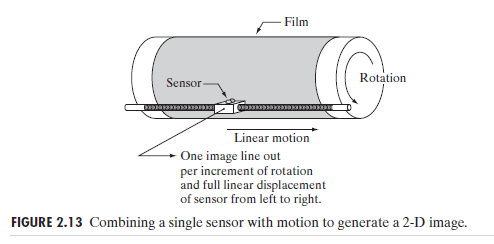 Film
Sensor
Rotation
Linear motion
One image line out
per increment of rotation
and full linear displacement
of sensor from left to right.
FIGURE 2.13 Combining a single sensor with motion to generate a 2-D image.